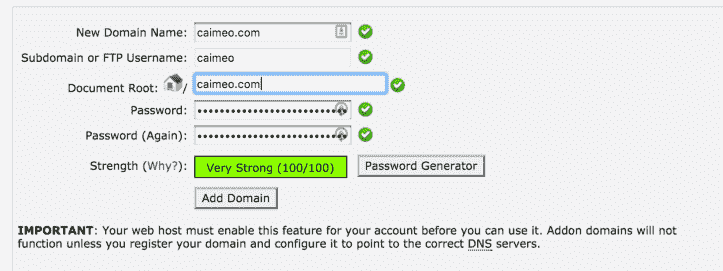 New Domain Name: caimeo.com
Subdomain or FTP Username: caimeo
Document Root: / caimeo.com
Password: ••••••••••••••••••••••••
Password (Again): ••••••••••••••••••••••••
Strength (Why?): Very Strong (100/100) Password Generator
Add Domain
IMPORTANT: Your web host must enable this feature for your account before you can use it. Addon domains will not
function unless you register your domain and configure it to point to the correct DNS servers.